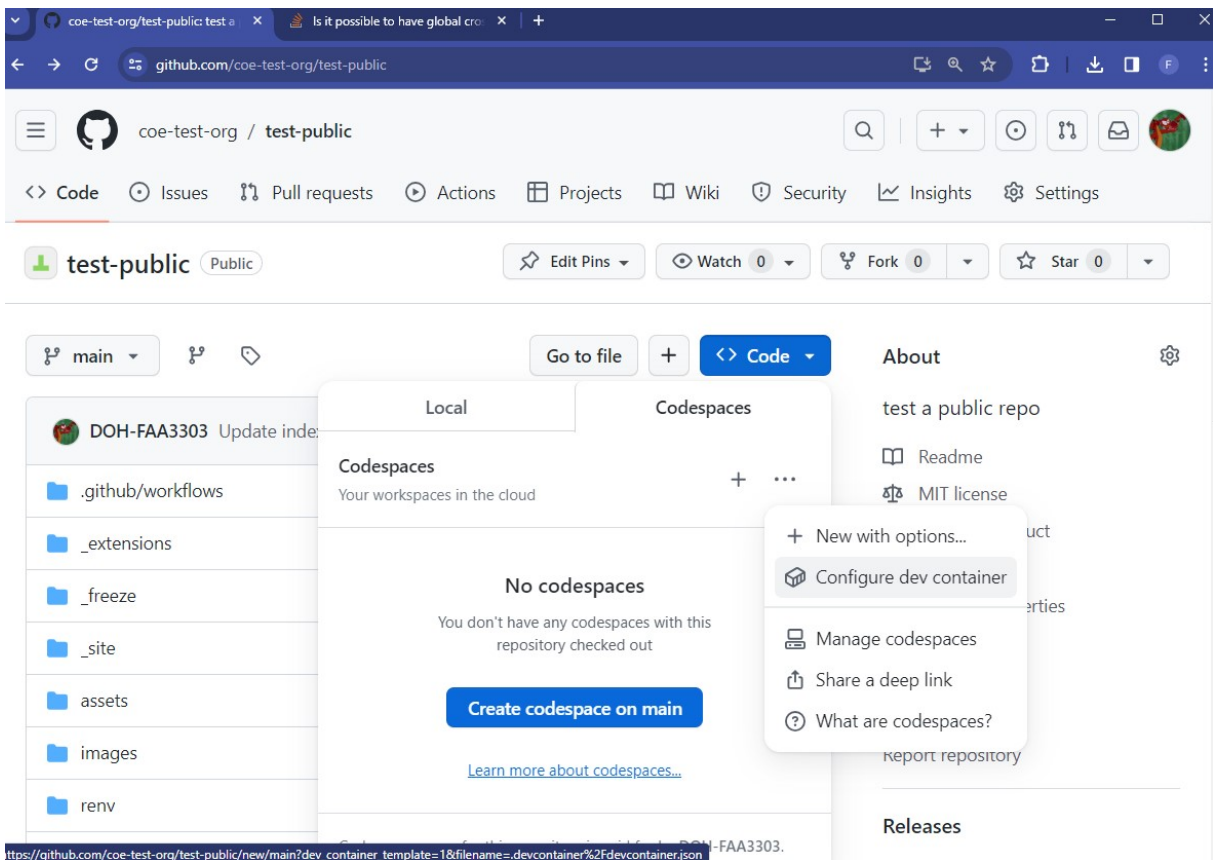 coe-test-org/test-public: test a
Is it possible to have global cro
github.com/coe-test-org/test-public
F
coe-test-org / test-public
Code Issues Pull requests Actions Projects Wiki Security Insights Settings
test-public Public Edit Pins Watch 0 Fork 0 Star 0
main Go to file + Code About
Local Codespaces
test a public repo
DOH-FAA3303 Update inde
Codespaces
Your workspaces in the cloud
Readme
MIT license
.github/workflows
New with options...
uct
_extensions
Configure dev container
_freeze
No codespaces
erties
You don't have any codespaces with this
repository checked out
_site
Manage codespaces
Share a deep link
assets
Create codespace on main
What are codespaces?
images
Report repository
Learn more about codespaces...
renv
Releases
DOH-FAA3303.
ttps://github.com/coe-test-org/test-public/new/main?dev_container_template=1&filename=.devcontainer%2Fdevcontainer.json